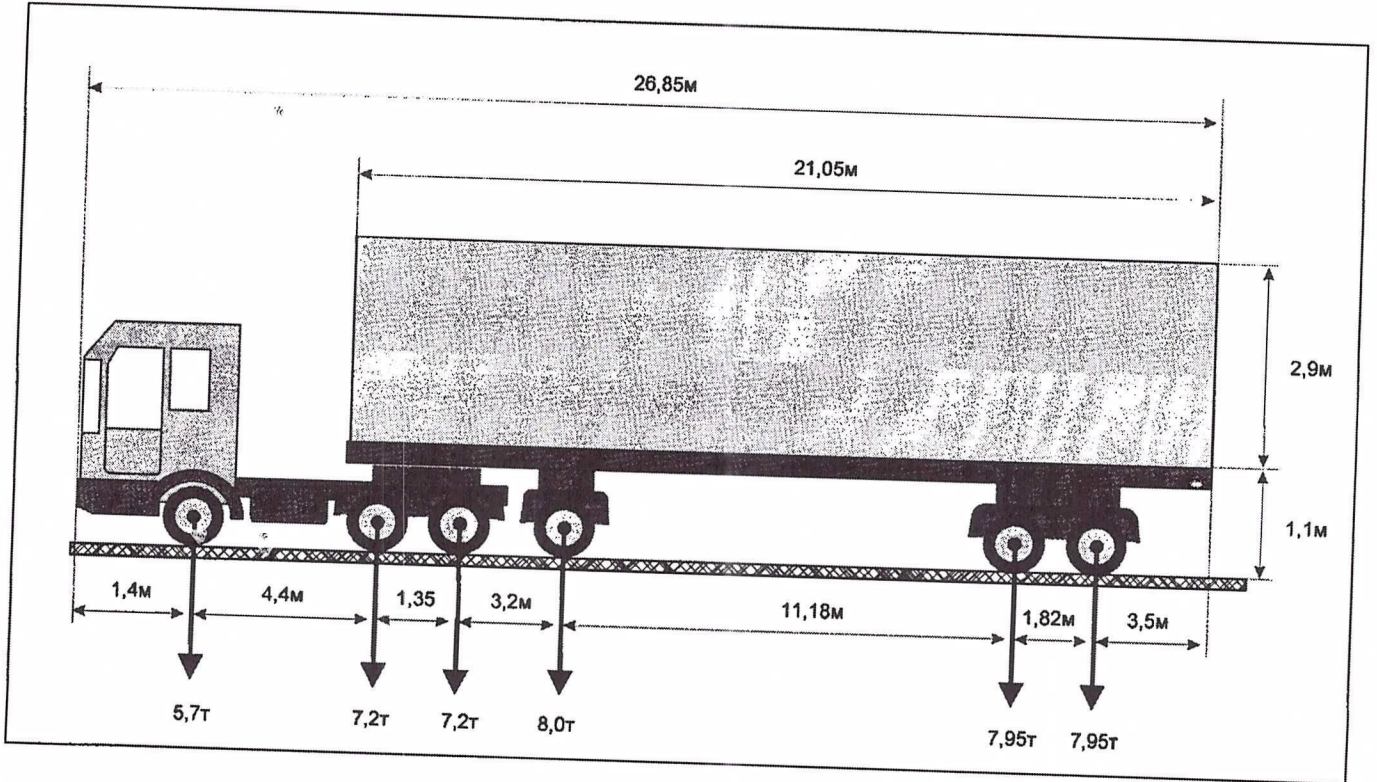 26,85м
21,05м
2,9м
1,1м
1,4м
4,4м
1,35
3,2м
11,18м
1,82м
3,5м
5,7т
7,2т
7,2т
8,0т
7,95т
7,95т